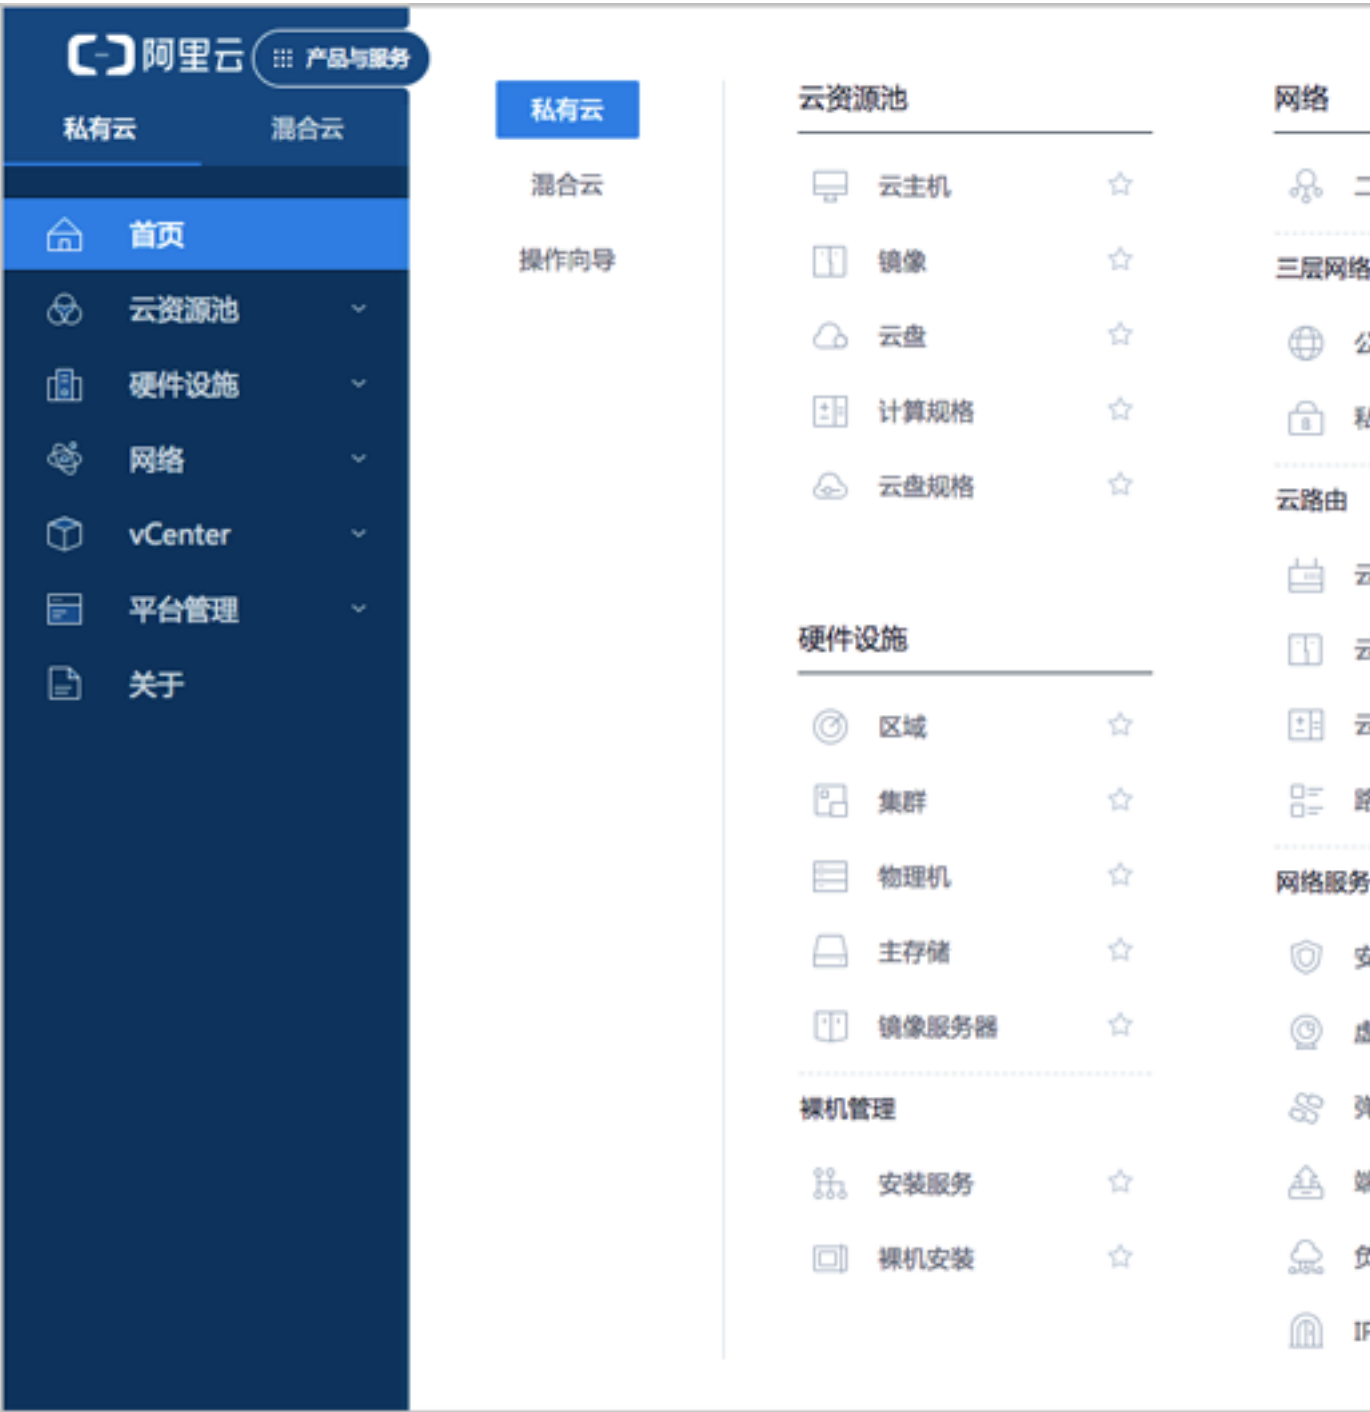 阿里云
产品与服务
私有云
混合云
首页
云资源池
硬件设施
网络
vCenter
平台管理
关于
私有云
混合云
操作向导
云资源池
云主机
镜像
云盘
计算规格
云盘规格
硬件设施
区域
集群
物理机
主存储
镜像服务器
裸机管理
安装服务
裸机安装
网络
二
三层网络
云路由
云
云
云
网络服务
IP